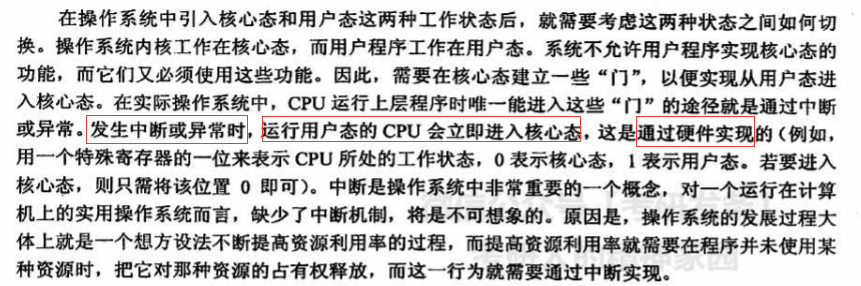 在操作系统中引入核心态和用户态这两种工作状态后，就需要考虑这两种状态之间如何切
换。操作系统内核工作在核心态，而用户程序工作在用户态。系统不允许用户程序实现核心态的
功能，而它们又必须使用这些功能。因此，需要在核心态建立一些“门”，以便实现从用户态进
入核心态。在实际操作系统中，CPU 运行上层程序时唯一能进入这些“门”的途径就是通过中断
或异常。发生中断或异常时，运行用户态的 CPU 会立即进入核心态，这是通过硬件实现的（例如，
用一个特殊寄存器的一位来表示 CPU 所处的工作状态，0 表示核心态，1 表示用户态。若要进入
核心态，则只需将该位置 0 即可）。中断是操作系统中非常重要的一个概念，对一个运行在计算
机上的实用操作系统而言，缺少了中断机制，将是不可想象的。原因是，操作系统的发展过程大
体上就是一个想方设法不断提高资源利用率的过程，而提高资源利用率就需要在程序并未使用某
种资源时，把它对那种资源的占有权释放，而这一行为就需要通过中断实现。